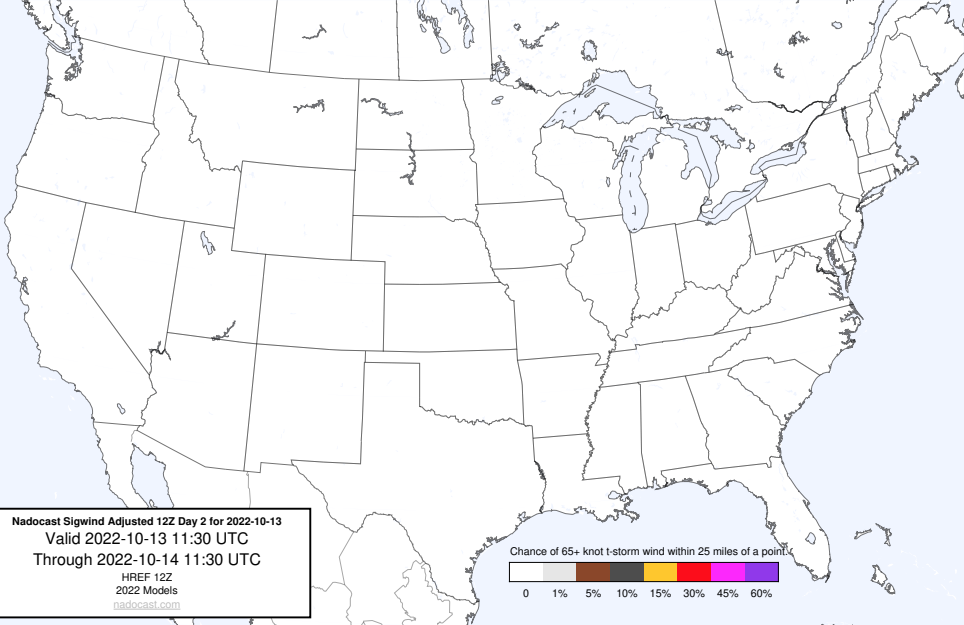 Nadocast Sigwind Adjusted 12Z Day 2 for 2022-10-13
Valid 2022-10-13 11:30 UTC
Through 2022-10-14 11:30 UTC
HREF 12Z
2022 Models
nadocast.com
Chance of 65+ knot t-storm wind within 25 miles of a point.
0 1% 5% 10% 15% 30% 45% 60%